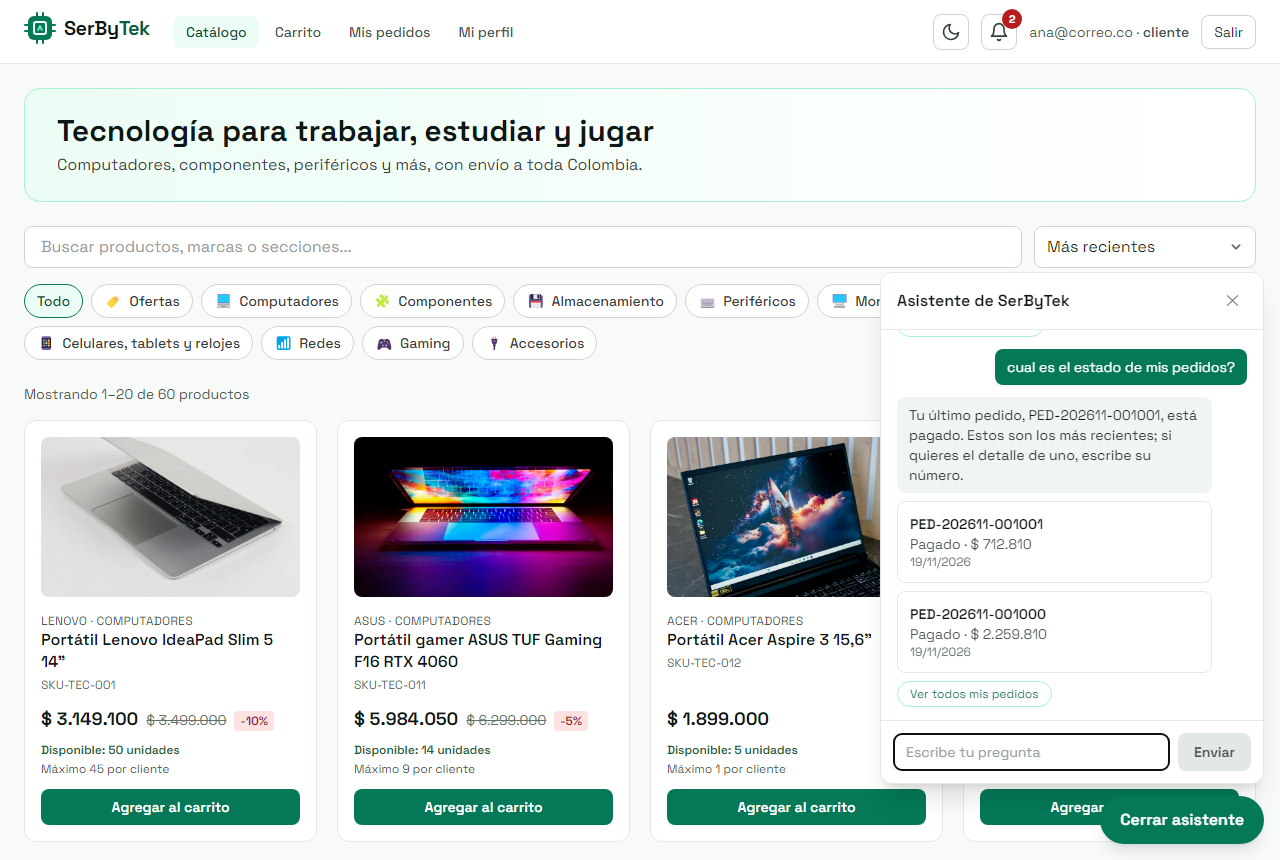 SerByTek
Catálogo
Carrito
Mis pedidos
Mi perfil
2
ana@correo.co · cliente
Salir
Tecnología para trabajar, estudiar y jugar
Computadores, componentes, periféricos y más, con envío a toda Colombia.
Buscar productos, marcas o secciones...
Más recientes
Todo
Ofertas
Computadores
Componentes
Almacenamiento
Periféricos
Mon
Celulares, tablets y relojes
Redes
Gaming
Accesorios
Mostrando 1–20 de 60 productos
LENOVO · COMPUTADORES
Portátil Lenovo IdeaPad Slim 5
14”
SKU-TEC-001
$ 3.149.100 $ 3.499.000 -10%
Disponible: 50 unidades
Máximo 45 por cliente
Agregar al carrito
ASUS · COMPUTADORES
Portátil gamer ASUS TUF Gaming
F16 RTX 4060
SKU-TEC-011
$ 5.984.050 $ 6.299.000 -5%
Disponible: 14 unidades
Máximo 9 por cliente
Agregar al carrito
ACER · COMPUTADORES
Portátil Acer Aspire 3 15,6”
SKU-TEC-012
$ 1.899.000
Disponible: 5 unidades
Máximo 1 por cliente
Agregar al carrito
Agregar
Asistente de SerByTek
cual es el estado de mis pedidos?
Tu último pedido, PED-202611-001001, está
pagado. Estos son los más recientes; si
quieres el detalle de uno, escribe su
número.
PED-202611-001001
Pagado · $ 712.810
19/11/2026
PED-202611-001000
Pagado · $ 2.259.810
19/11/2026
Ver todos mis pedidos
Escribe tu pregunta
Enviar
Cerrar asistente